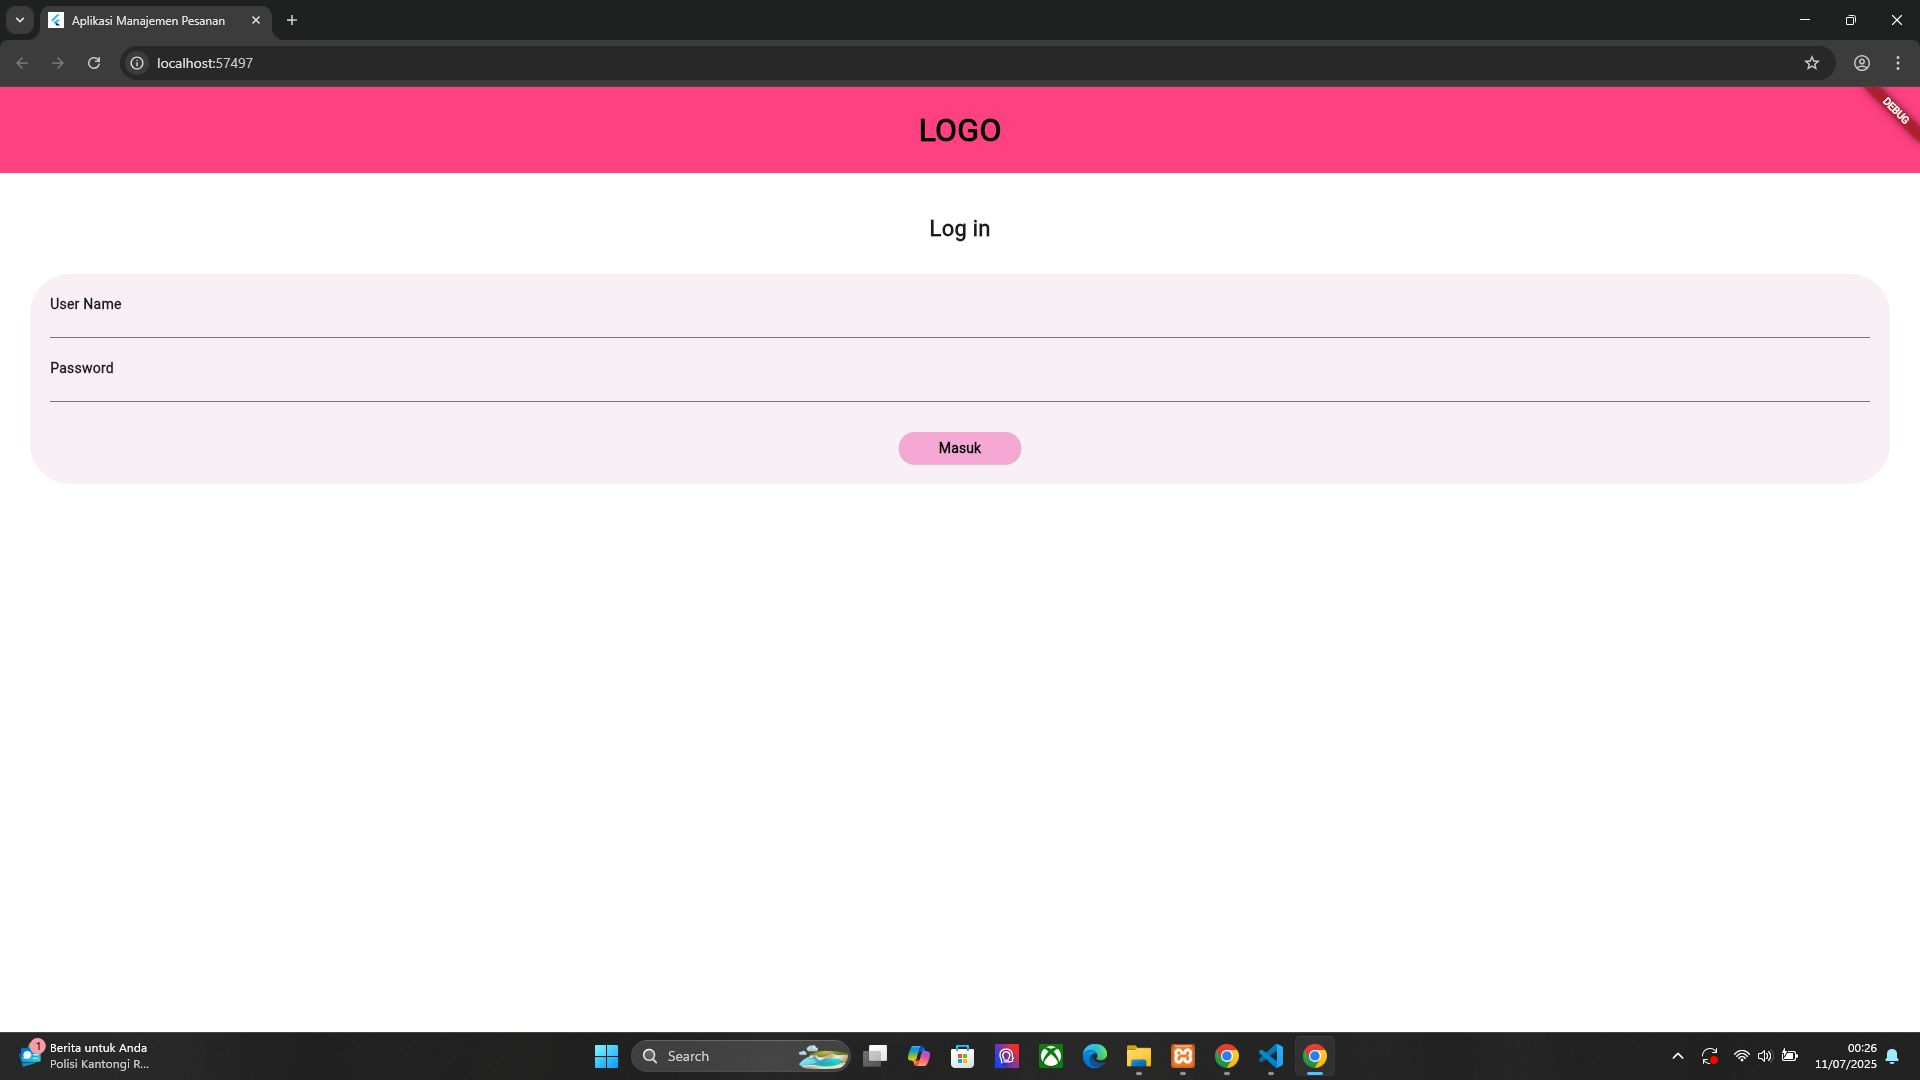 Aplikasi Manajemen Pesanan
localhost:57497
DEBUG
LOGO
Log in
User Name
Password
Masuk
1
Berita untuk Anda
Polisi Kantongi R...
Search
00:26
11/07/2025